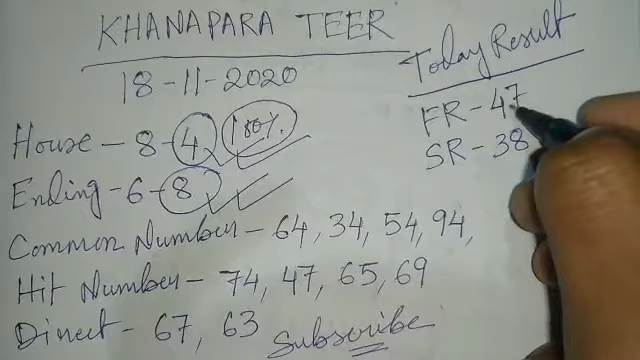 KHANAPARA TEER
18-11-2020
Today Result
FR - 47
SR - 38
House - 8 - 4 100%
Ending - 6 - 8
Common Number - 64, 34, 54, 94,
Hit Number - 74, 47, 65, 69
Direct - 67, 63 Subscribe